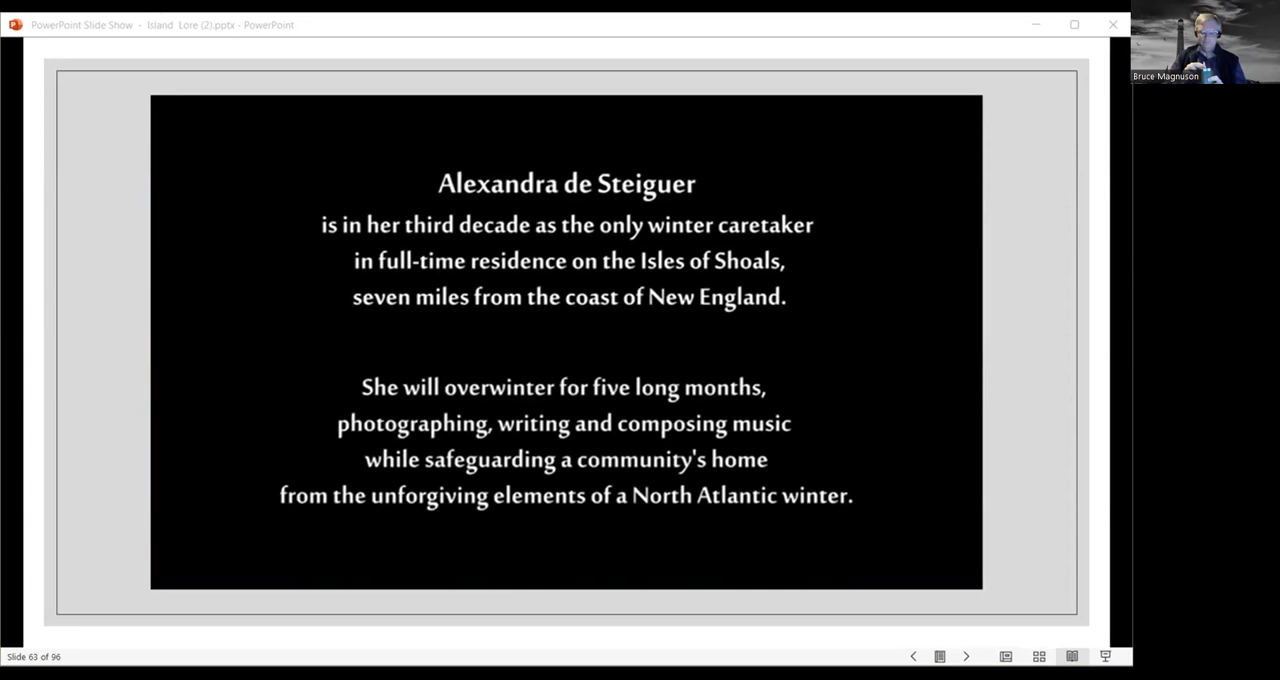 PowerPoint Slide Show - Island Lore (2).pptx - PowerPoint
Bruce Magnuson
Alexandra de Steiguer
is in her third decade as the only winter caretaker
in full-time residence on the Isles of Shoals,
seven miles from the coast of New England.
She will overwinter for five long months,
photographing, writing and composing music
while safeguarding a community's home
from the unforgiving elements of a North Atlantic winter.
Slide 63 of 96